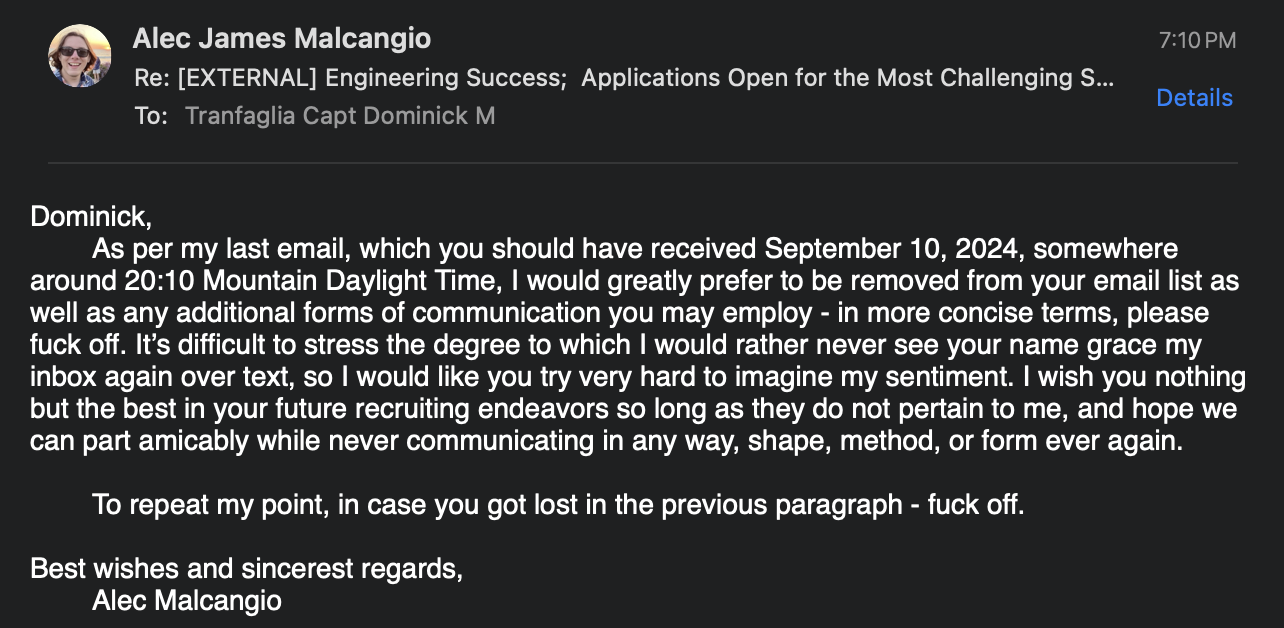 Alec James Malcangio
7:10 PM
Re: [EXTERNAL] Engineering Success;  Applications Open for the Most Challenging S...
Details
To: Tranfaglia Capt Dominick M
Dominick,
As per my last email, which you should have received September 10, 2024, somewhere
around 20:10 Mountain Daylight Time, I would greatly prefer to be removed from your email list as
well as any additional forms of communication you may employ - in more concise terms, please
fuck off. It's difficult to stress the degree to which I would rather never see your name grace my
inbox again over text, so I would like you try very hard to imagine my sentiment. I wish you nothing
but the best in your future recruiting endeavors so long as they do not pertain to me, and hope we
can part amicably while never communicating in any way, shape, method, or form ever again.
To repeat my point, in case you got lost in the previous paragraph - fuck off.
Best wishes and sincerest regards,
Alec Malcangio